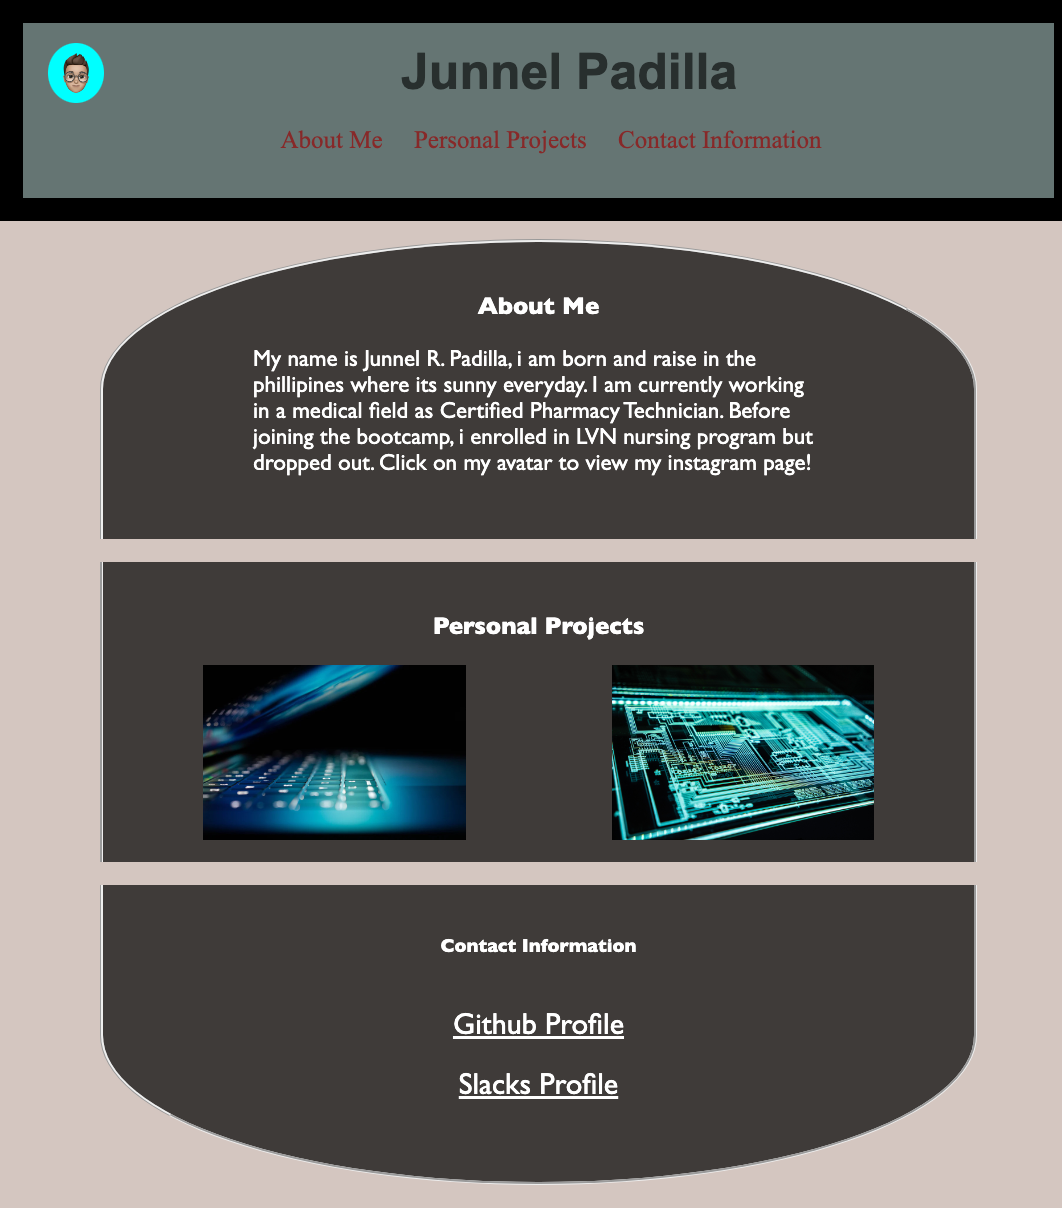 Junnel Padilla
About Me Personal Projects Contact Information
About Me
My name is Junnel R. Padilla, i am born and raise in the
phillipines where its sunny everyday. I am currently working
in a medical field as Certified Pharmacy Technician. Before
joining the bootcamp, i enrolled in LVN nursing program but
dropped out. Click on my avatar to view my instagram page!
Personal Projects
Contact Information
Github Profile
Slacks Profile